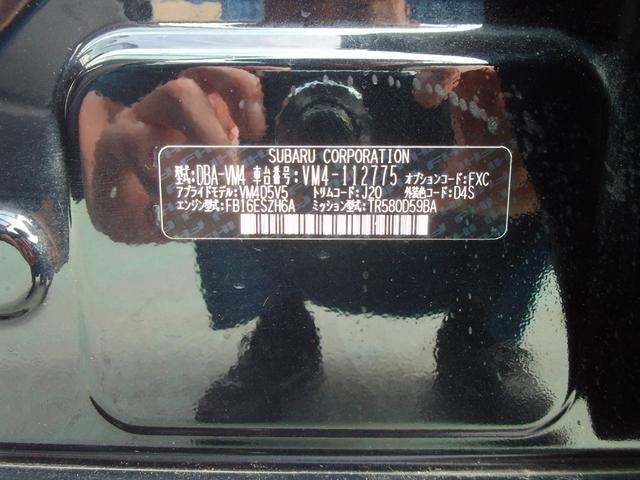 SUBARU CORPORATION
型式:DBA-VM4 車台番号:VM4-112775 オプションコード:FXC
アプライドモデル:VM4D5V5 トリムコード:J20 外装色コード:D4S
エンジン型式:FB16ESZH6A ミッション型式:TR580D59BA